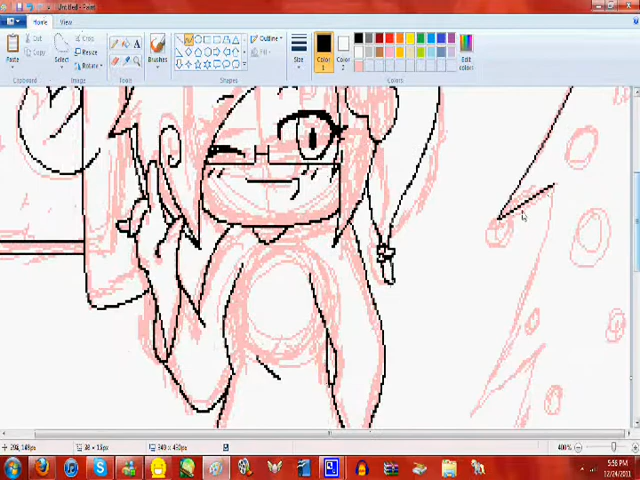 Untitled - Paint
Home View
Paste
Cut
Copy
Clipboard
Select
Crop
Resize
Rotate
Image
Tools
Brushes
Shapes
Outline
Fill
Size
Color 1
Color 2
Colors
Edit colors
400%
5:56 PM
12/24/2011